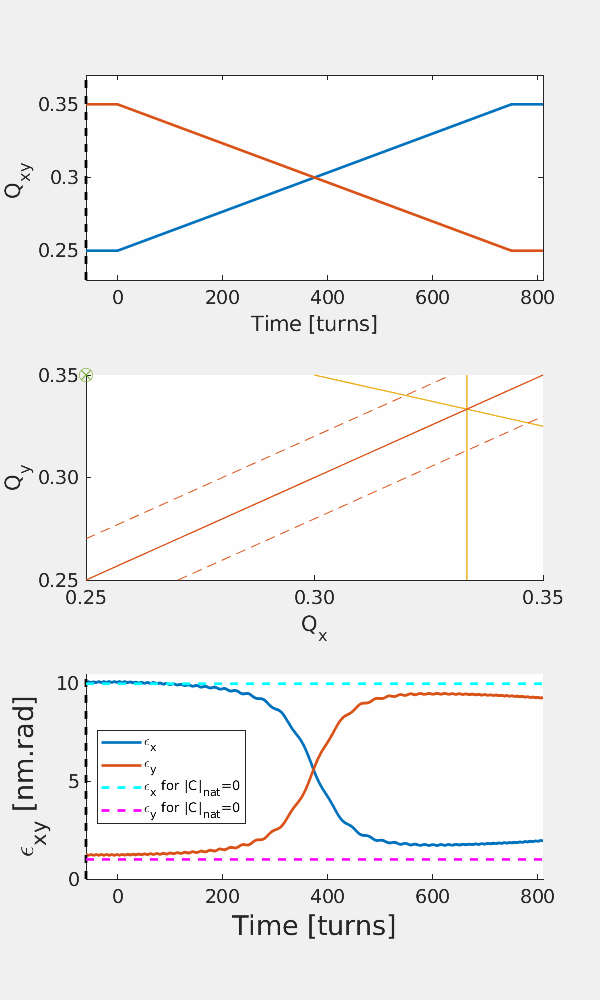 0.35
0.3
0.25
Q_xy
0 200 400 600 800
Time [turns]
0.35
0.30
0.25
Q_y
0.25 0.30 0.35
Q_x
10
5
0
ϵ_xy [nm.rad]
ϵ_x
ϵ_y
ϵ_x for |C|_nat=0
ϵ_y for |C|_nat=0
0 200 400 600 800
Time [turns]